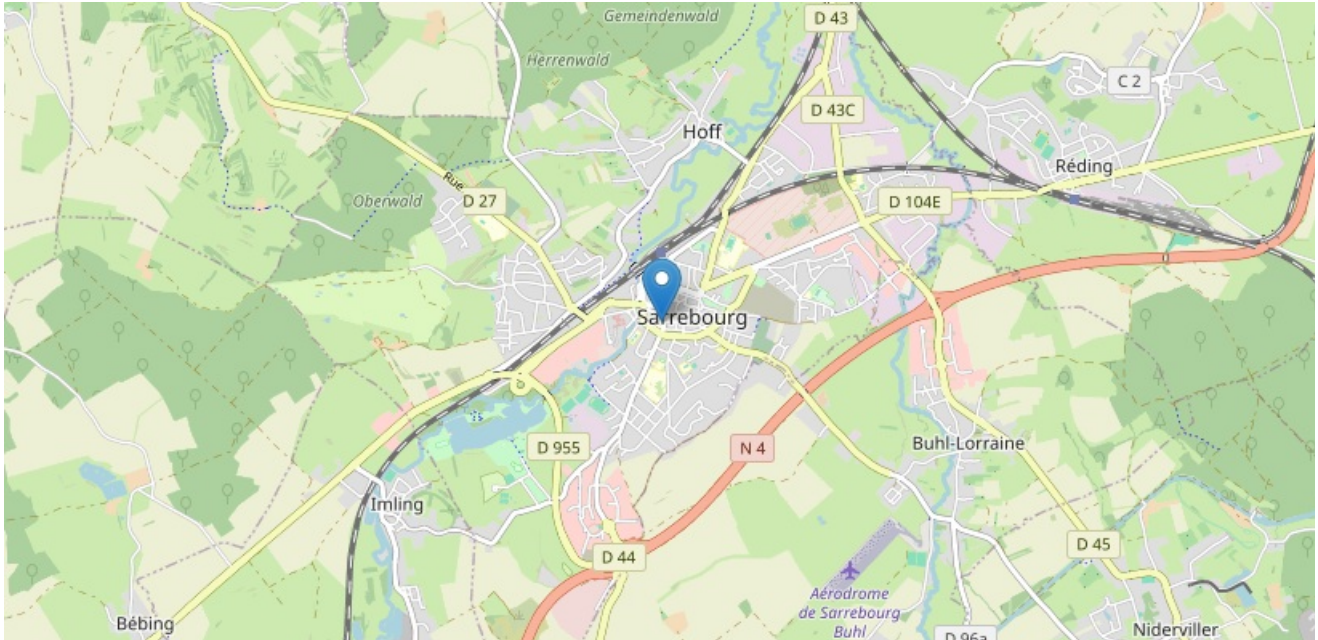 Gemeindenwald
D 43
Herrenwald
C 2
D 43C
Hoff
Réding
Rue
D 27
Oberwald
D 104E
Sarrebourg
D 955
N 4
Buhl-Lorraine
Imling
D 45
D 44
Aérodrome
de Sarrebourg
Buhl
Bébing
Niderviller
D 96a